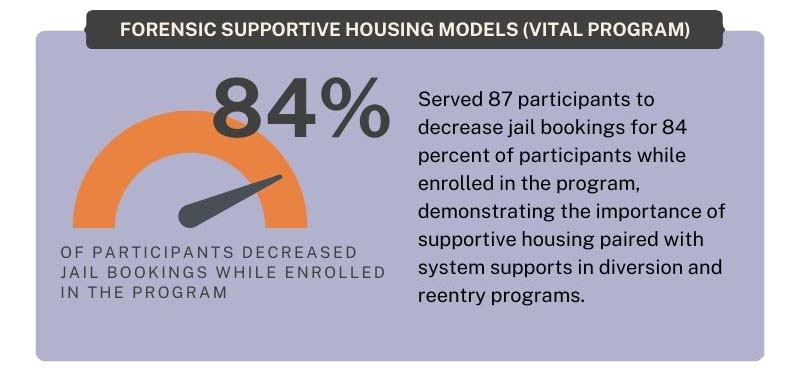 FORENSIC SUPPORTIVE HOUSING MODELS (VITAL PROGRAM)
84%
OF PARTICIPANTS DECREASED
JAIL BOOKINGS WHILE ENROLLED
IN THE PROGRAM
Served 87 participants to
decrease jail bookings for 84
percent of participants while
enrolled in the program,
demonstrating the importance of
supportive housing paired with
system supports in diversion and
reentry programs.